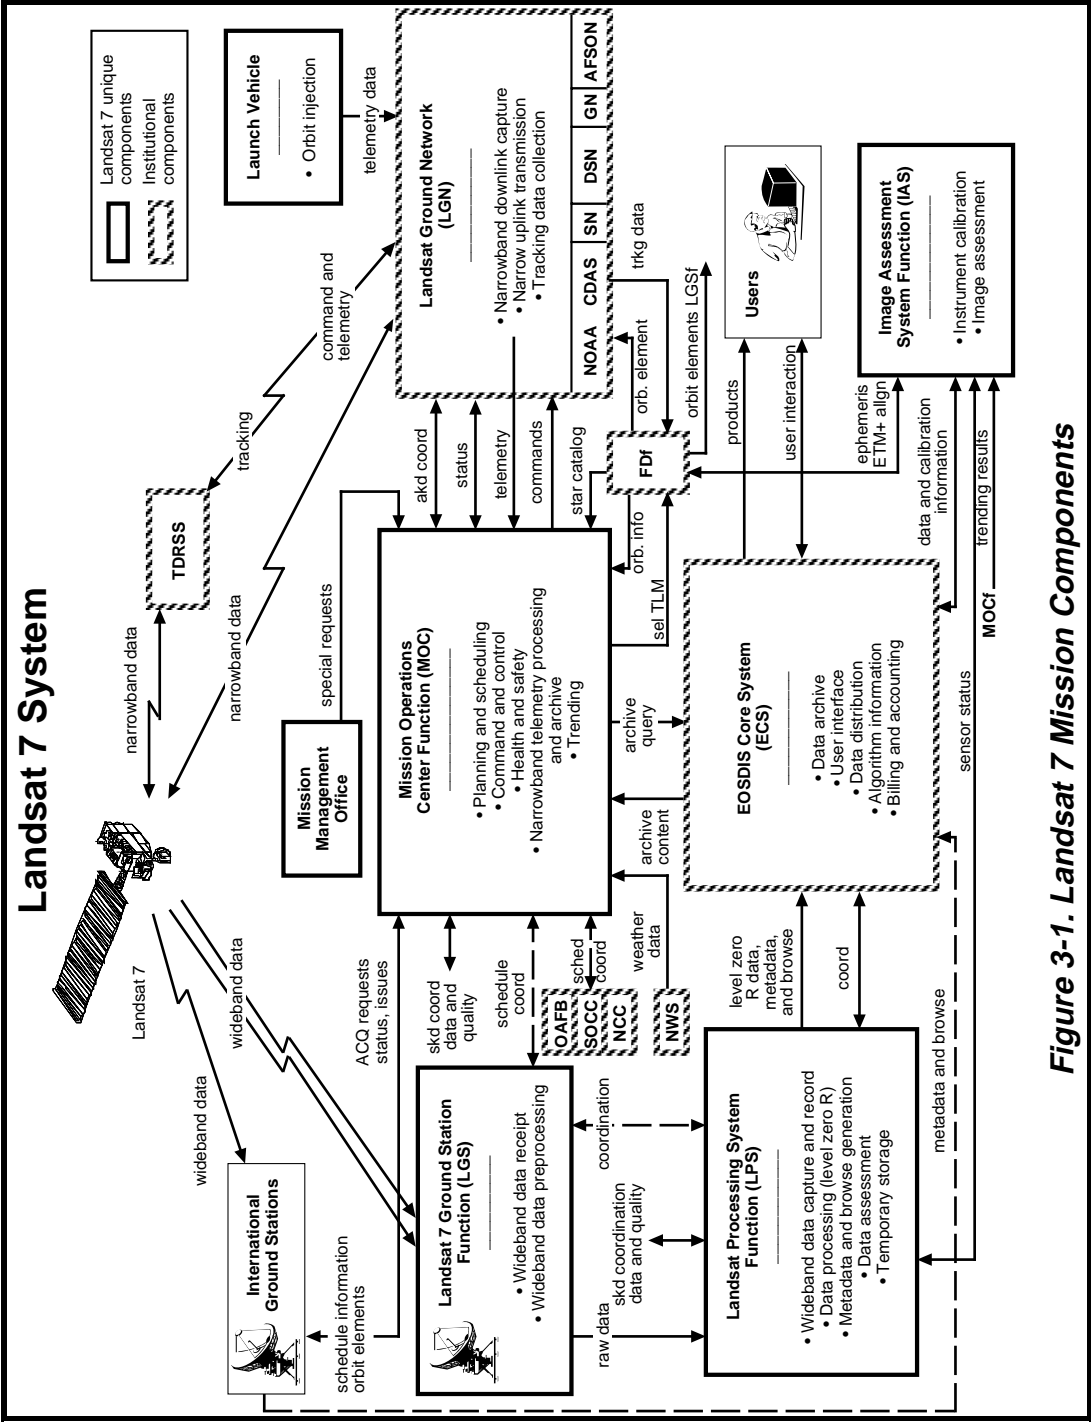 Landsat 7 System
Landsat 7 unique
components
Institutional
components
Launch Vehicle
• Orbit injection
telemetry data
Landsat Ground Network
(LGN)
• Narrowband downlink capture
• Narrow uplink transmission
• Tracking data collection
NOAA
CDAS
SN
DSN
GN
AFSON
command and
telemetry
tracking
TDRSS
narrowband data
narrowband data
Landsat 7
wideband data
wideband data
International
Ground Stations
schedule information
orbit elements
Mission
Management
Office
special requests
akd coord
status
telemetry
commands
star catalog
orb. element
trkg data
orbit elements LGSf
FDf
orb. info
sel TLM
Mission Operations
Center Function (MOC)
• Planning and scheduling
• Command and control
• Health and safety
• Narrowband telemetry processing
and archive
• Trending
ACQ requests
status, issues
skd coord
data and
quality
schedule
coord
sched
coord
weather
data
OAFB
SOCC
NCC
NWS
archive
query
archive
content
Users
products
user interaction
EOSDIS Core System
(ECS)
• Data archive
• User interface
• Data distribution
• Algorithm information
• Billing and accounting
Image Assessment
System Function (IAS)
• Instrument calibration
• Image assessment
ephemeris
ETM+ allgn
data and calibration
information
trending results
MOCf
sensor status
Landsat 7 Ground Station
Function (LGS)
• Wideband data receipt
• Wideband data preprocessing
coordination
skd coordination
data and quality
raw data
Landsat Processing System
Function (LPS)
• Wideband data capture and record
• Data processing (level zero R)
• Metadata and browse generation
• Data assessment
• Temporary storage
level zero
R data,
metadata,
and browse
coord
metadata and browse
Figure 3-1. Landsat 7 Mission Components